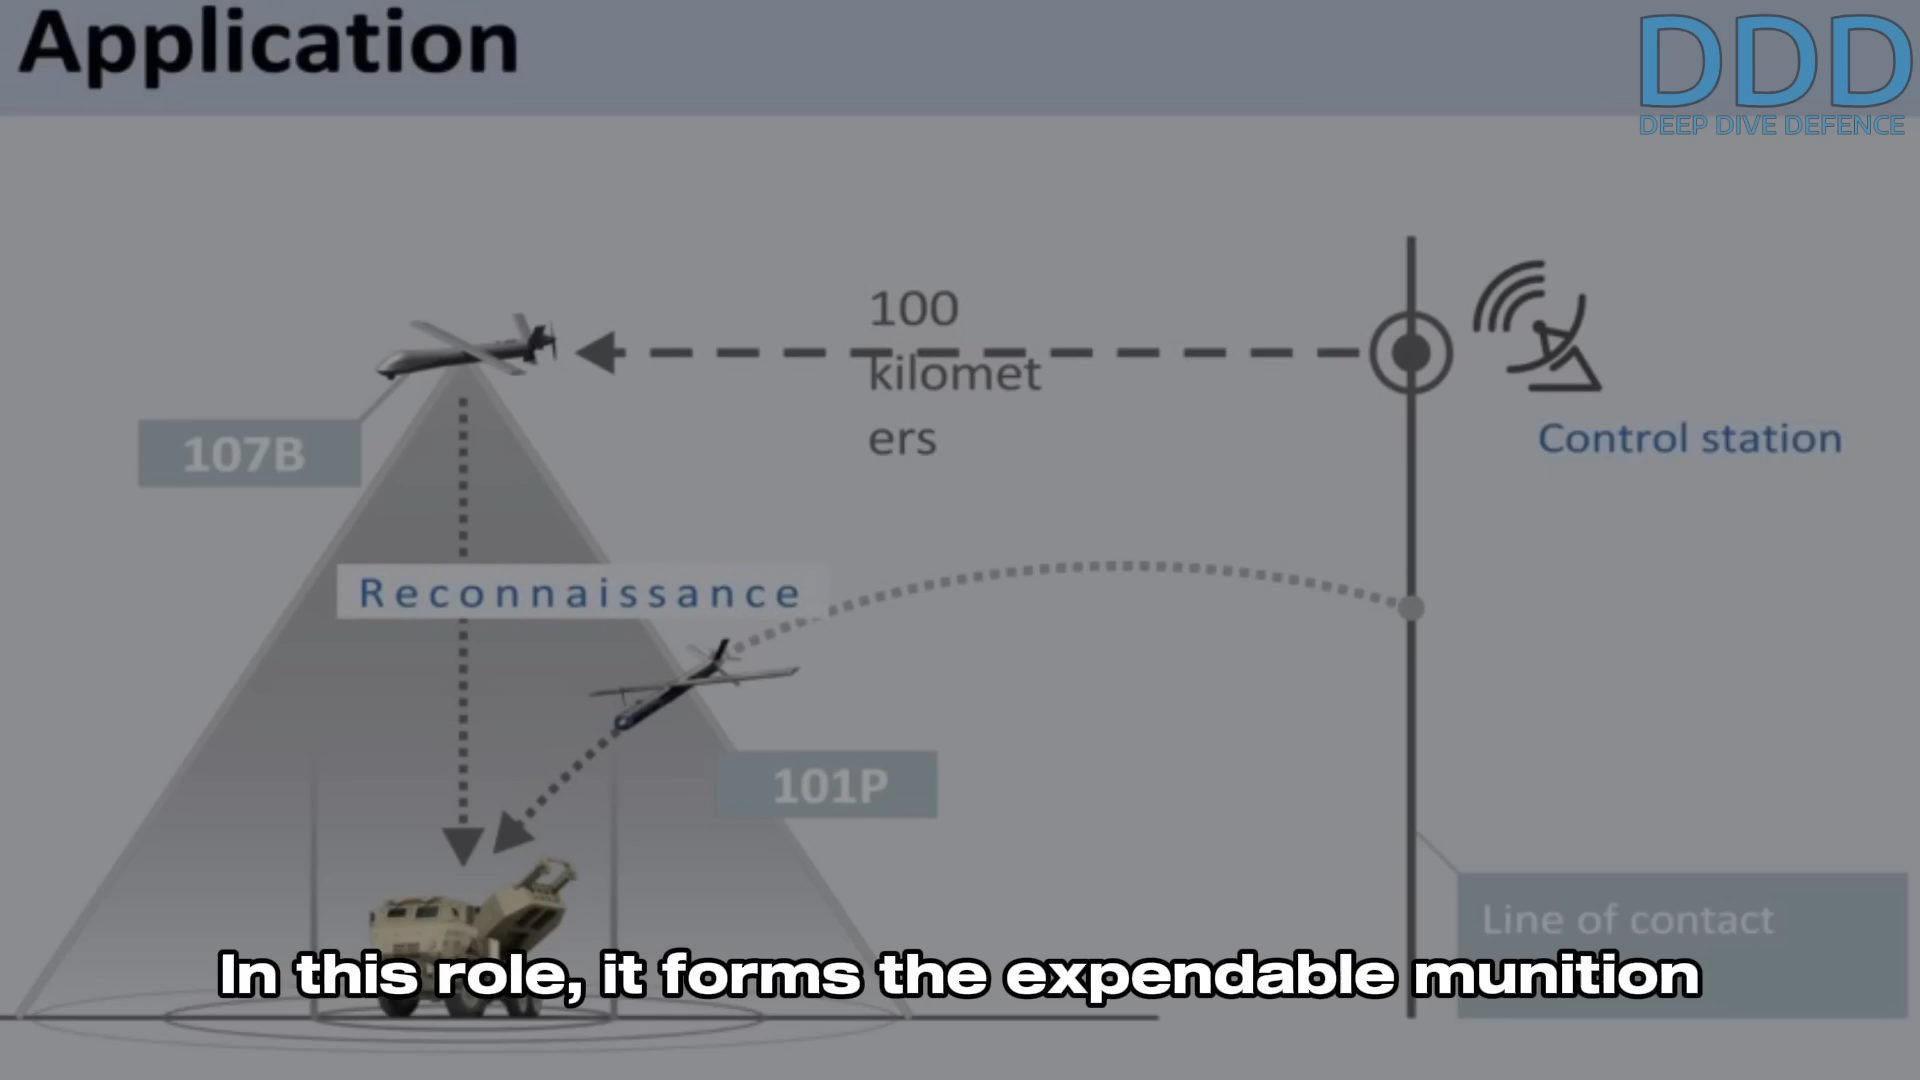 Application
DDD
DEEP DIVE DEFENCE
100
kilomet
ers
Control station
107B
Reconnaissance
101P
Line of contact
In this role, it forms the expendable munition